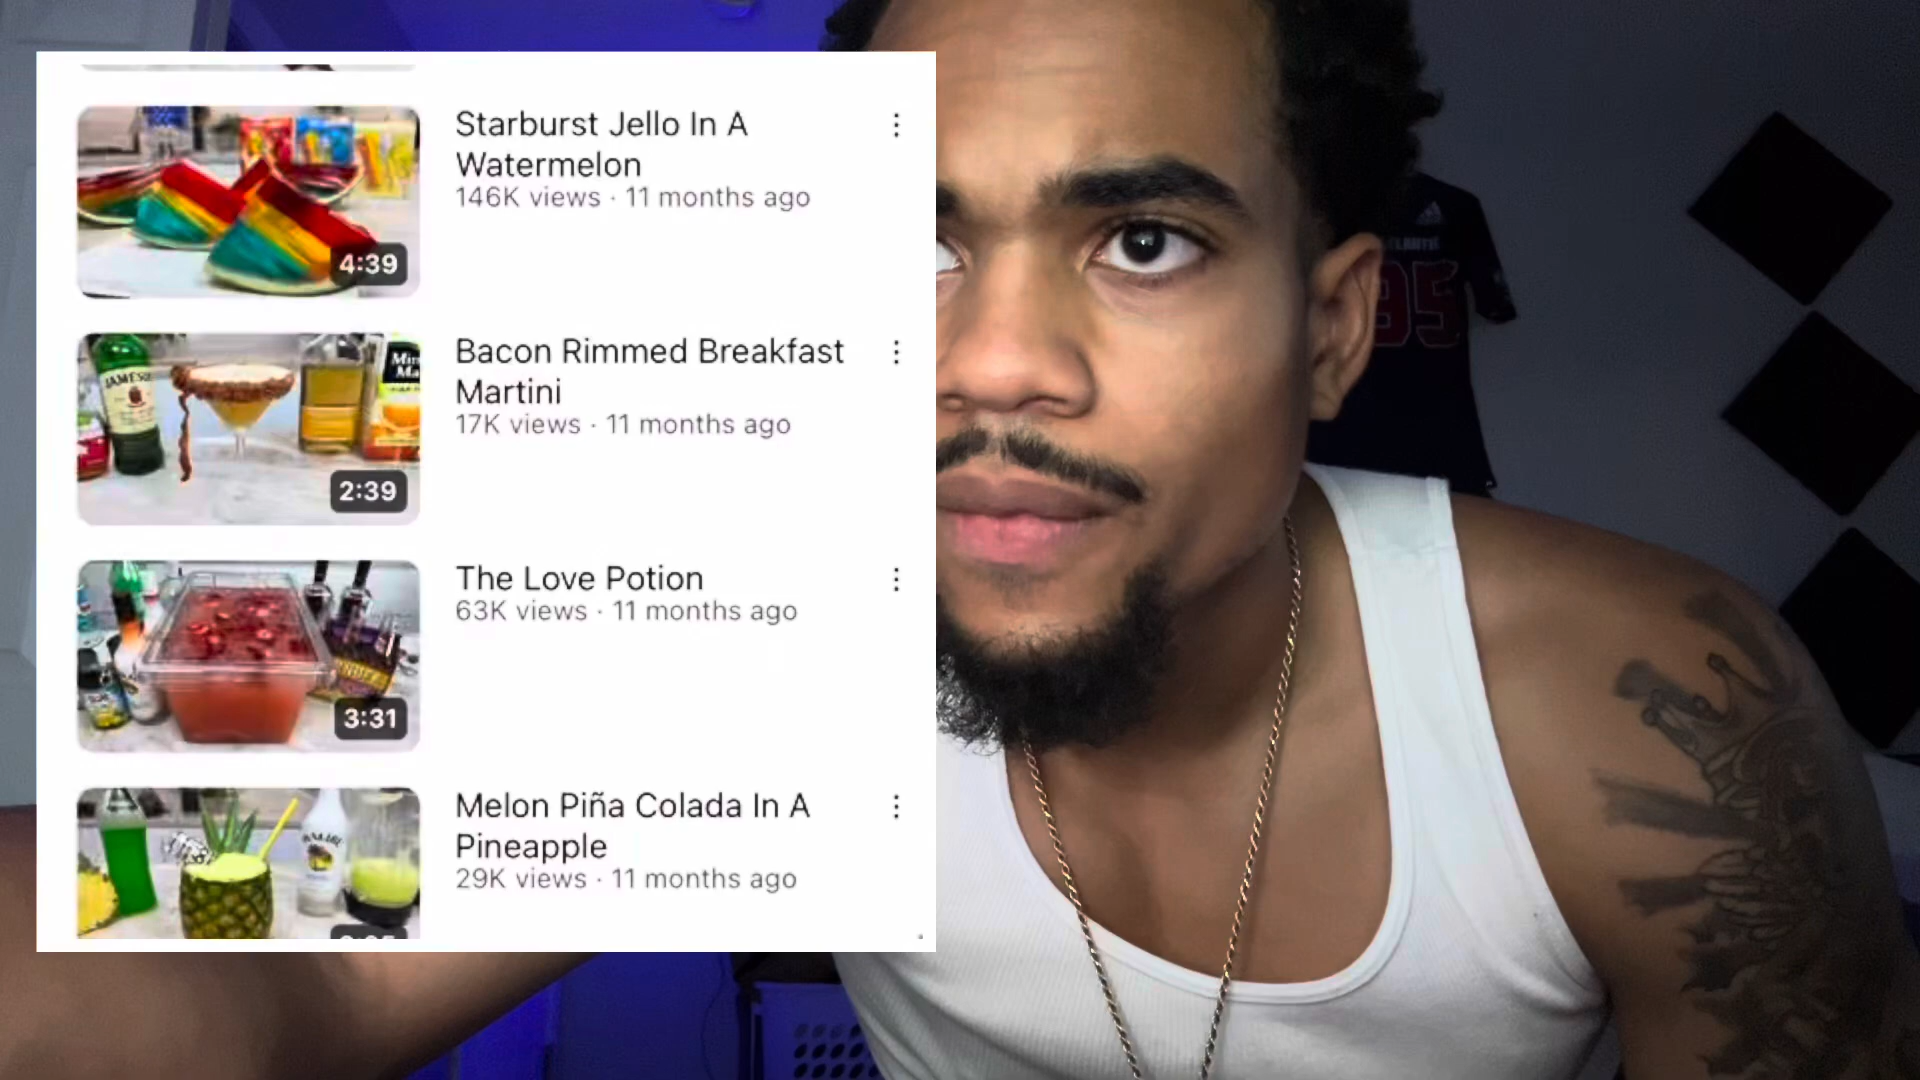 Starburst Jello In A
Watermelon
146K views · 11 months ago
4:39
Bacon Rimmed Breakfast
Martini
17K views · 11 months ago
JAMESON
2:39
The Love Potion
63K views · 11 months ago
3:31
Melon Piña Colada In A
Pineapple
29K views · 11 months ago
95